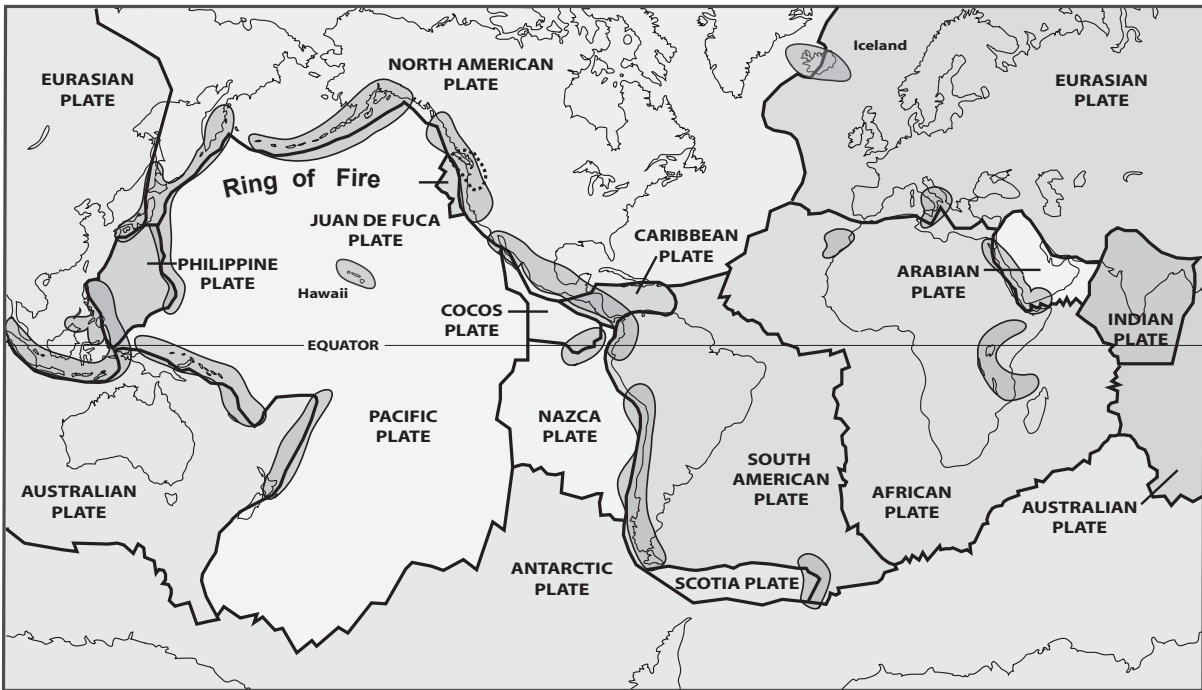 Iceland
NORTH AMERICAN
PLATE
EURASIAN
PLATE
EURASIAN
PLATE
Ring of Fire
JUAN DE FUCA
PLATE
CARIBBEAN
PLATE
PHILIPPINE
PLATE
ARABIAN
PLATE
Hawaii
COCOS
PLATE
INDIAN
PLATE
EQUATOR
PACIFIC
PLATE
NAZCA
PLATE
SOUTH
AMERICAN
PLATE
AUSTRALIAN
PLATE
AFRICAN
PLATE
AUSTRALIAN
PLATE
ANTARCTIC
PLATE
SCOTIA PLATE